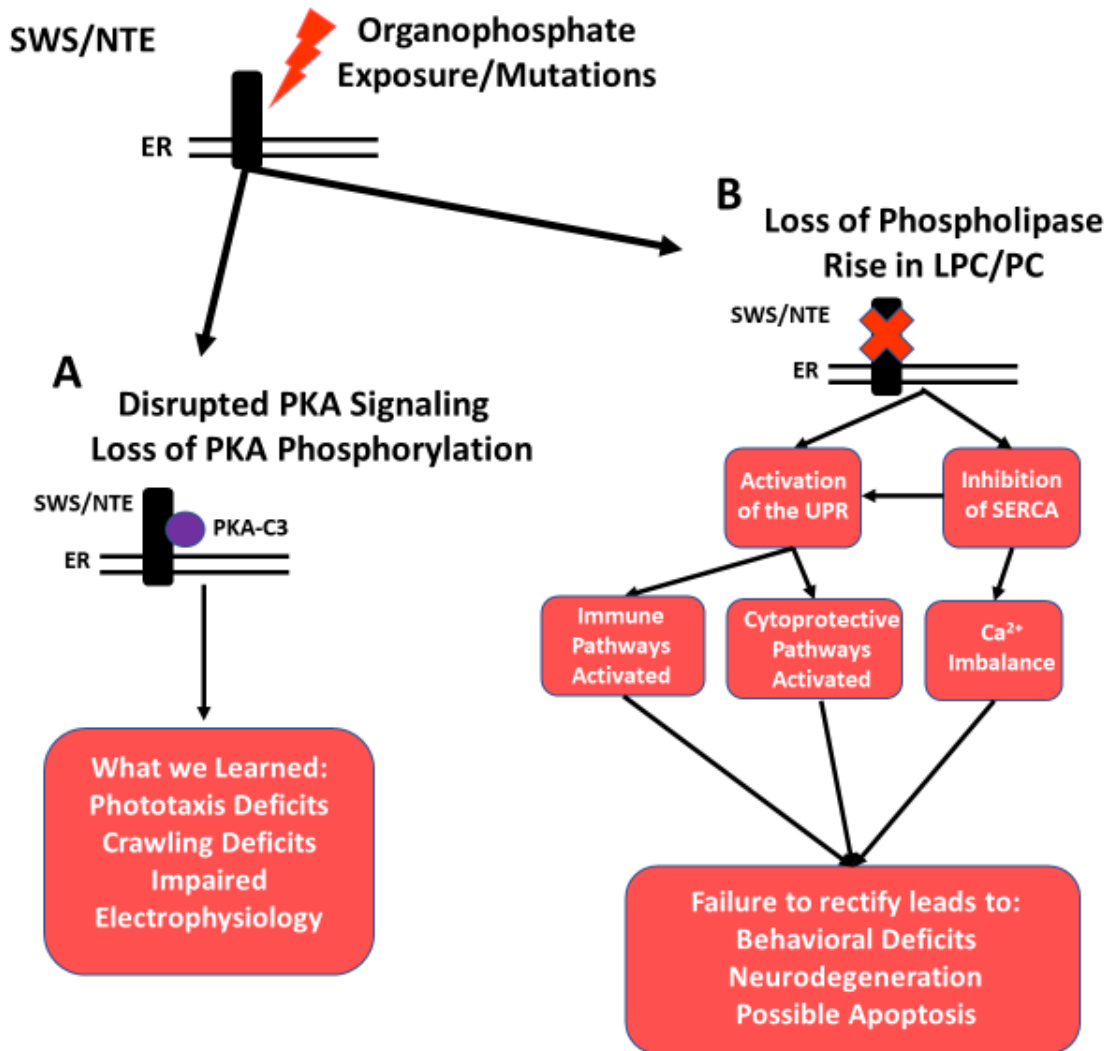 SWS/NTE
Organophosphate
Exposure/Mutations
ER
A
Disrupted PKA Signaling
Loss of PKA Phosphorylation
SWS/NTE
PKA-C3
ER
What we Learned:
Phototaxis Deficits
Crawling Deficits
Impaired
Electrophysiology
B
Loss of Phospholipase
Rise in LPC/PC
SWS/NTE
ER
Activation
of the UPR
Inhibition
of SERCA
Immune
Pathways
Activated
Cytoprotective
Pathways
Activated
Ca²⁺
Imbalance
Failure to rectify leads to:
Behavioral Deficits
Neurodegeneration
Possible Apoptosis